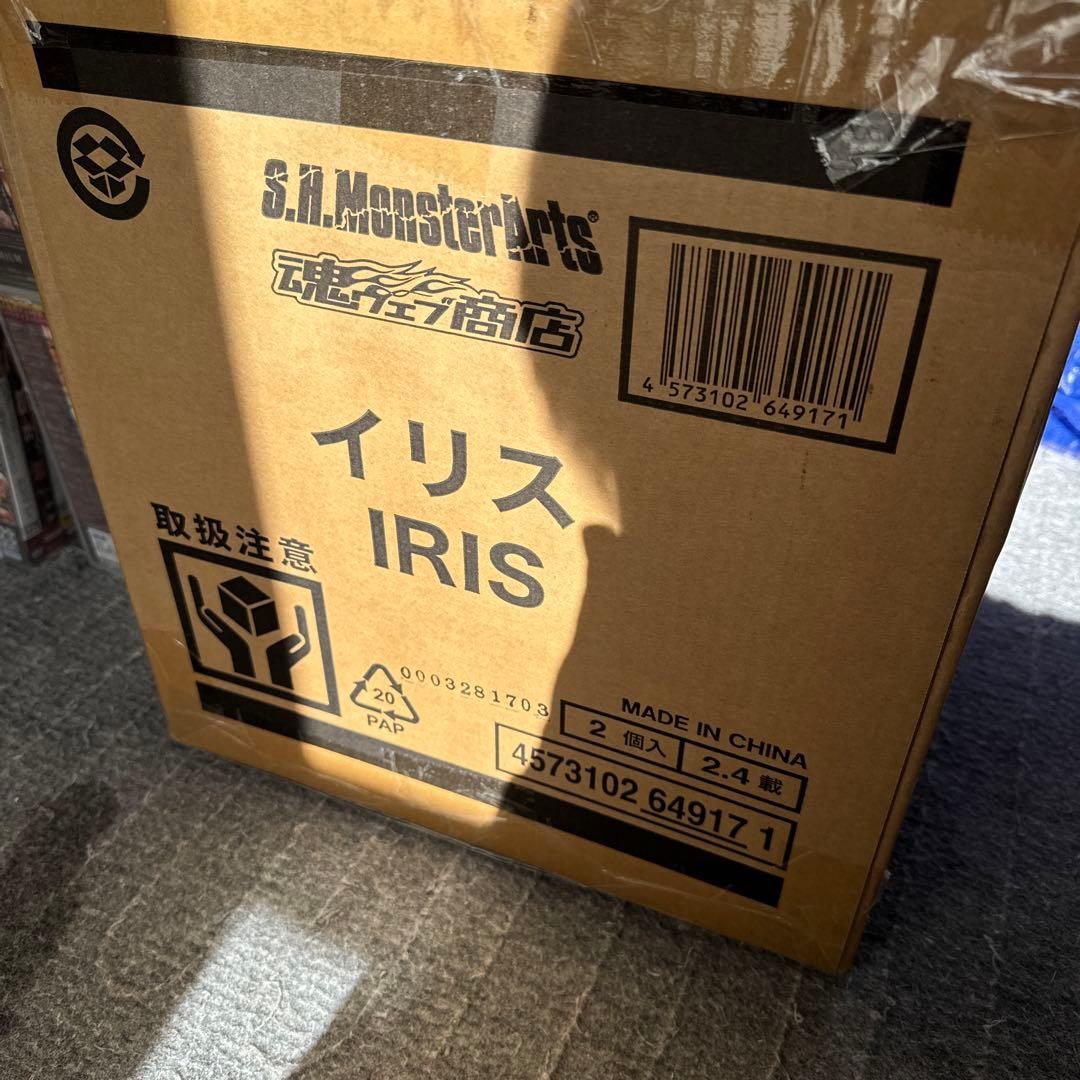 S.H.MonsterArts®
魂ウェブ商店
4 573102 649171
イリス
IRIS
取扱注意
20
PAP
0003281703
MADE IN CHINA
2 個入
2.4 載
4573102 64917 1